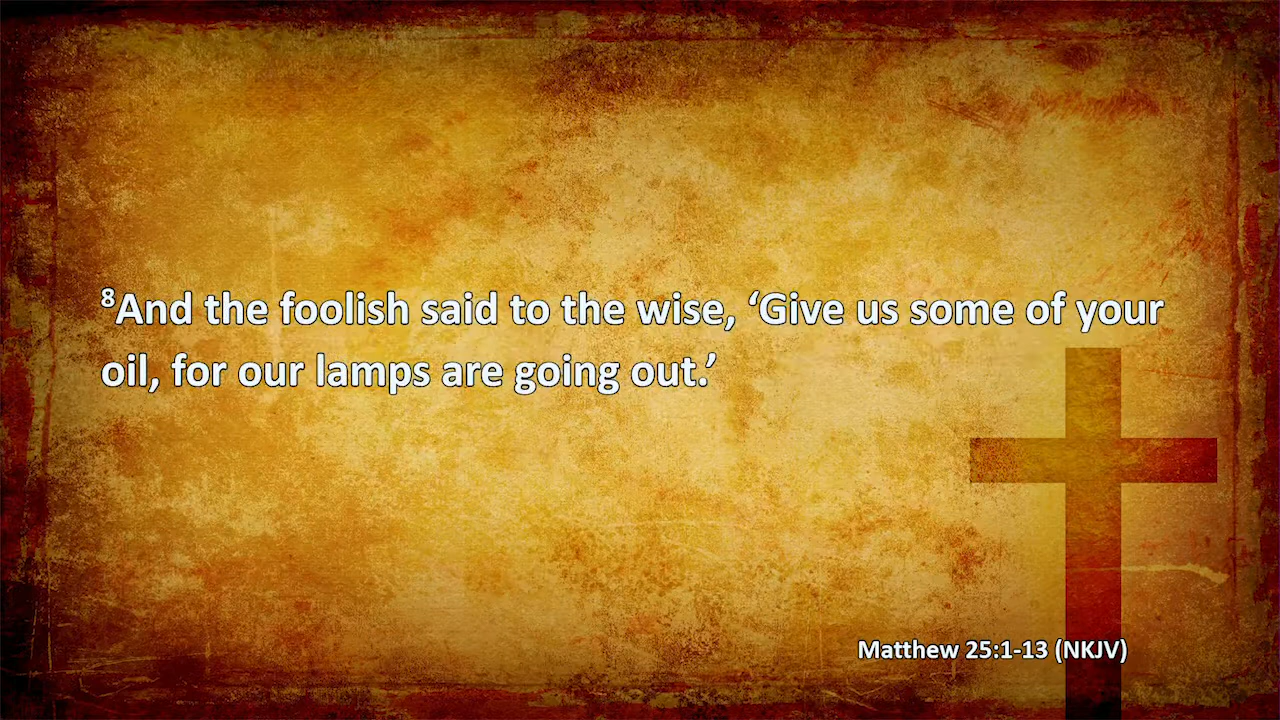 ⁸And the foolish said to the wise, ‘Give us some of your
oil, for our lamps are going out.’
Matthew 25:1-13 (NKJV)